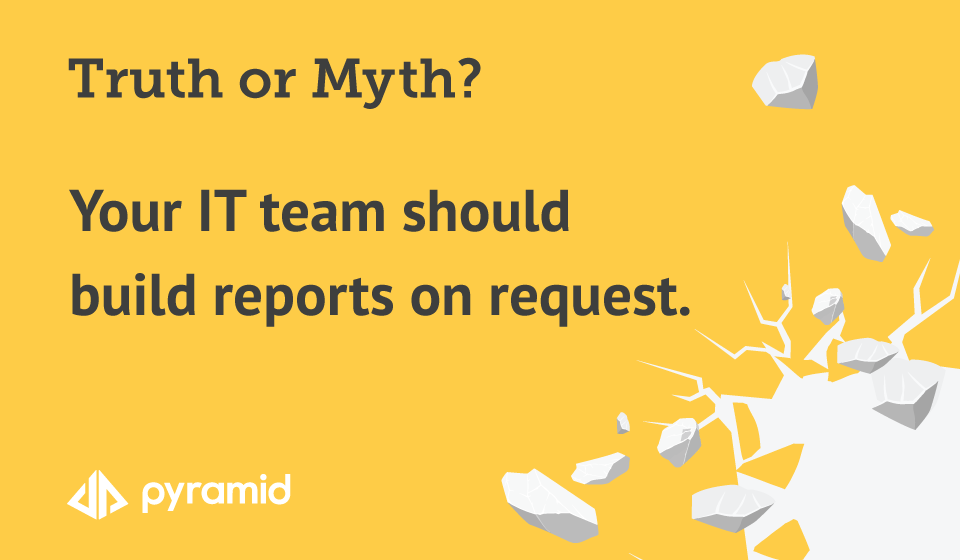 Truth or Myth?
Your IT team should
build reports on request.
pyramid